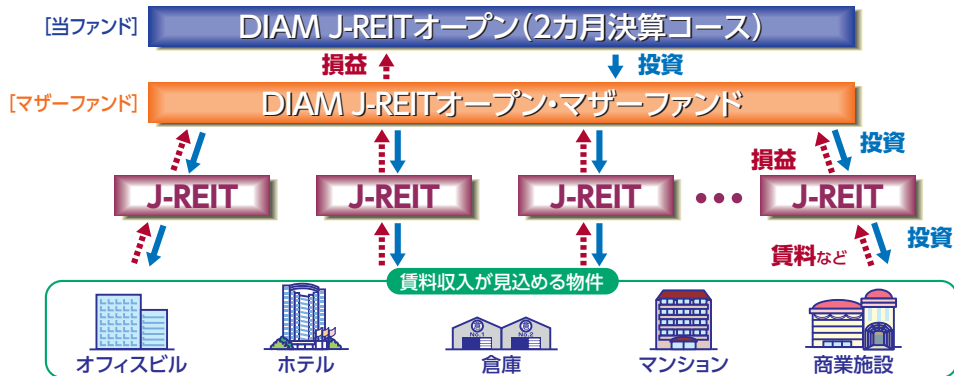 [当ファンド]
DIAM J-REITオープン(2カ月決算コース)
損益
投資
[マザーファンド]
DIAM J-REITオープン・マザーファンド
損益
投資
J-REIT
J-REIT
J-REIT
•••
J-REIT
賃料など
投資
賃料収入が見込める物件
No.1
No.2
オフィスビル
ホテル
倉庫
マンション
商業施設